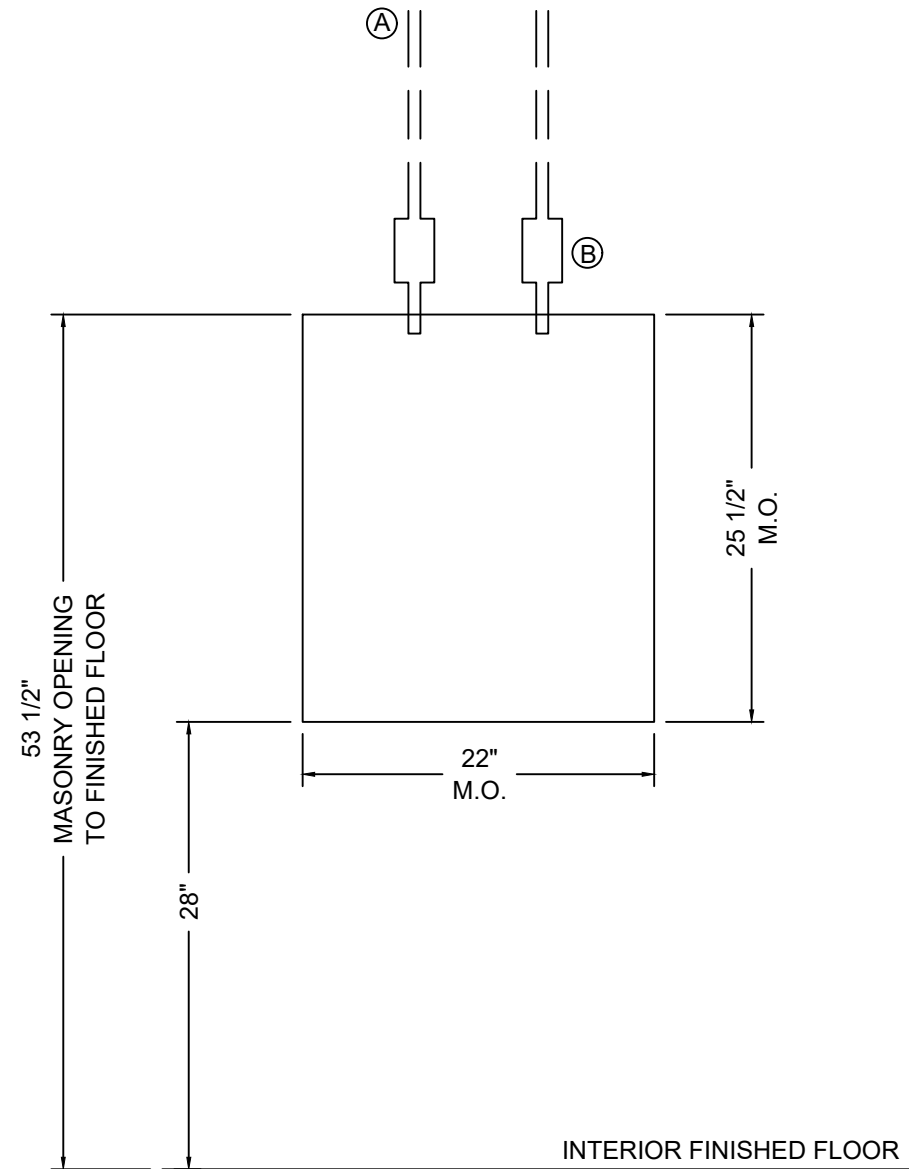 A
B
25 1/2"
M.O.
53 1/2"
MASONRY OPENING
TO FINISHED FLOOR
22"
M.O.
28"
INTERIOR FINISHED FLOOR